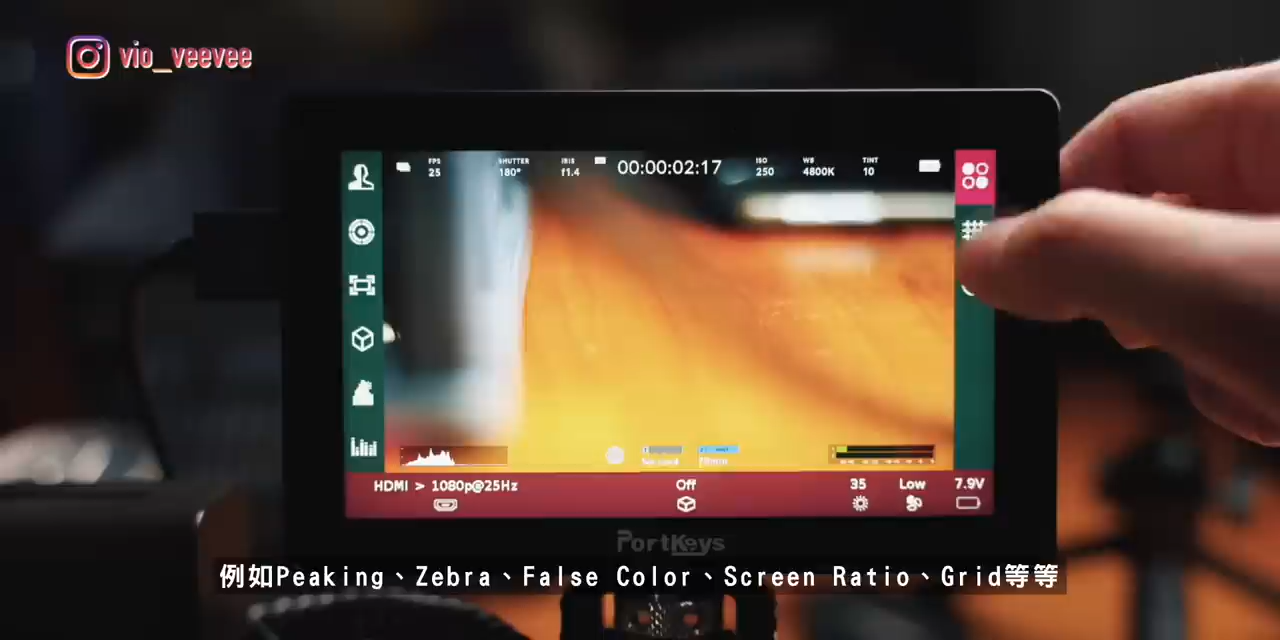 vio_veevee
FPS SHUTTER IRIS 00:00:02:17 ISO WB TINT
25 180° f1.4 250 4800K 10
HDMI > 1080p@25Hz Off 35 Low 7.9V
PortKeys
例如Peaking、Zebra、False Color、Screen Ratio、Grid等等